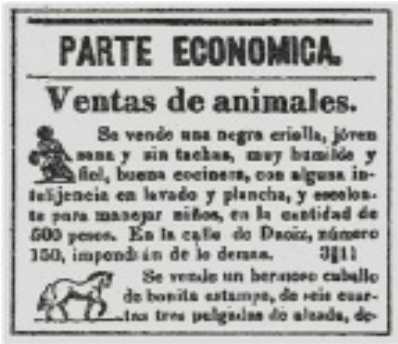 PARTE ECONOMICA.
Ventas de animales.
Se vende una negra criolla, jóven
sana y sin tachas, muy humilde y
fiel, buena cocinera, con alguna in-
telijencia en lavado y plancha, y escelen-
te para manejar niños, en la cantidad de
500 pesos. En la calle de Daoiz, número
150, impondrán de lo demas. 3§11
Se vende un hermoso caballo
de bonita estampa, de seis cuar-
tas tres pulgadas de alzada, de-